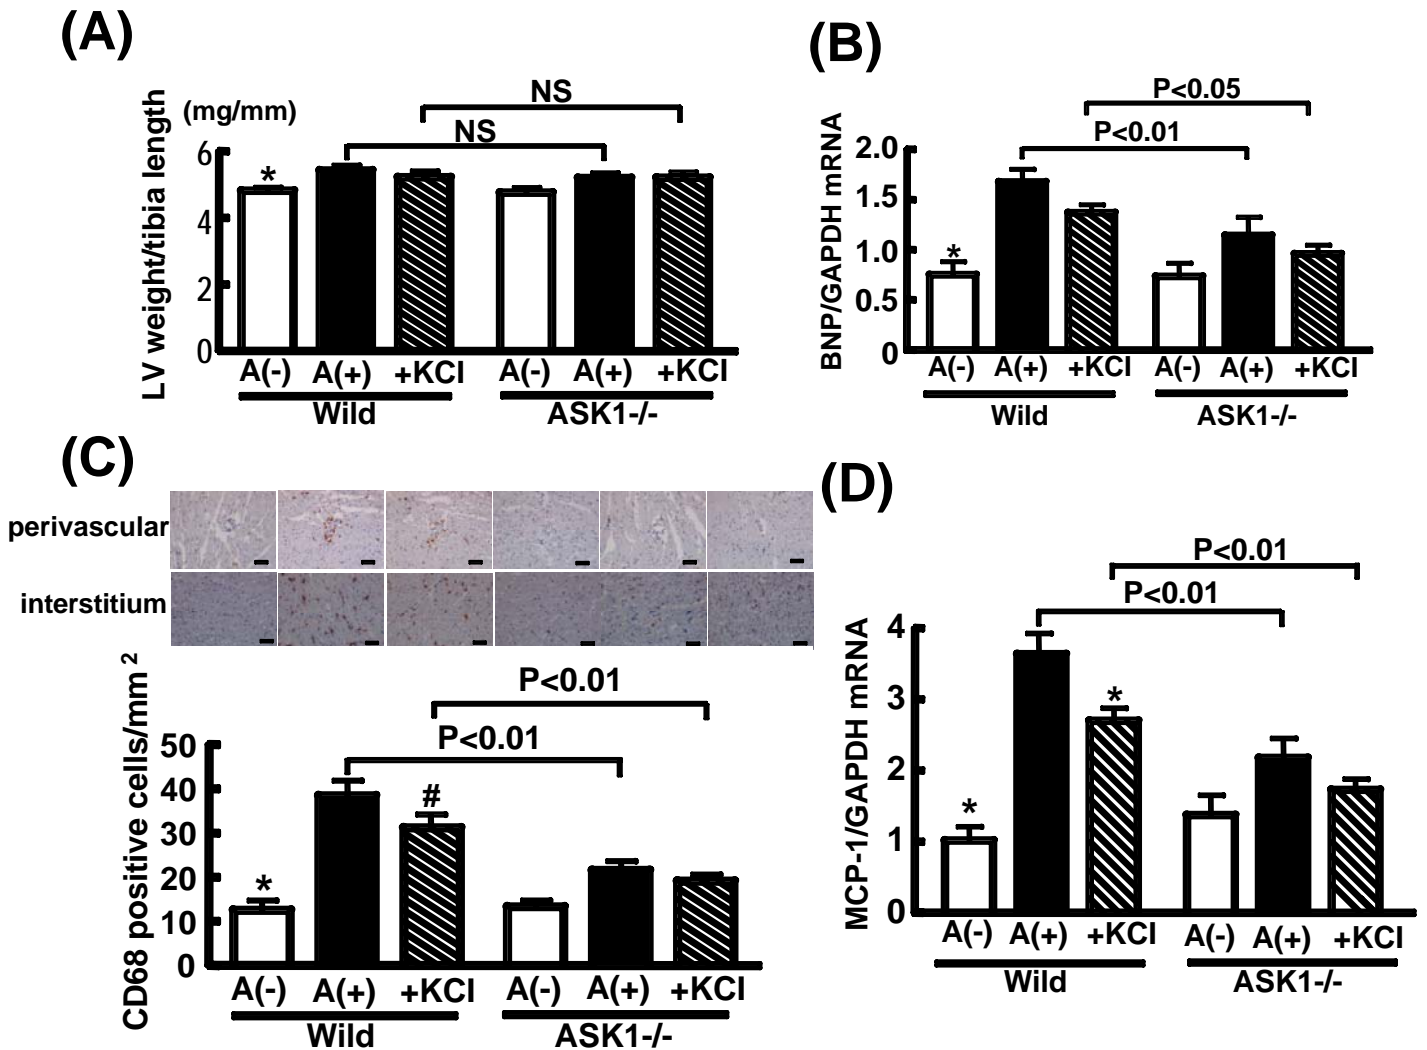 (A)
(mg/mm)
NS
NS
LV weight/tibia length
6
4
2
0
*
A(-) A(+) +KCl A(-) A(+) +KCl
Wild ASK1-/-
(B)
P<0.05
P<0.01
BNP/GAPDH mRNA
2.0
1.5
1.0
0.5
0
*
A(-) A(+) +KCl A(-) A(+) +KCl
Wild ASK1-/-
(C)
perivascular
interstitium
P<0.01
P<0.01
CD68 positive cells/mm²
50
40
30
20
10
0
*
#
A(-) A(+) +KCl A(-) A(+) +KCl
Wild ASK1-/-
(D)
P<0.01
P<0.01
MCP-1/GAPDH mRNA
4
3
2
1
0
*
*
A(-) A(+) +KCl A(-) A(+) +KCl
Wild ASK1-/-